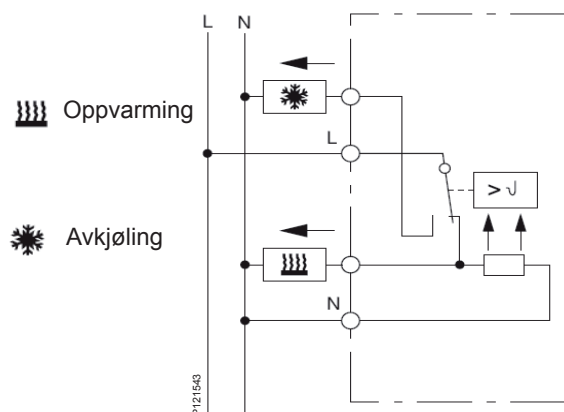 L N
Oppvarming
L
> ϑ
Avkjøling
N
P121543